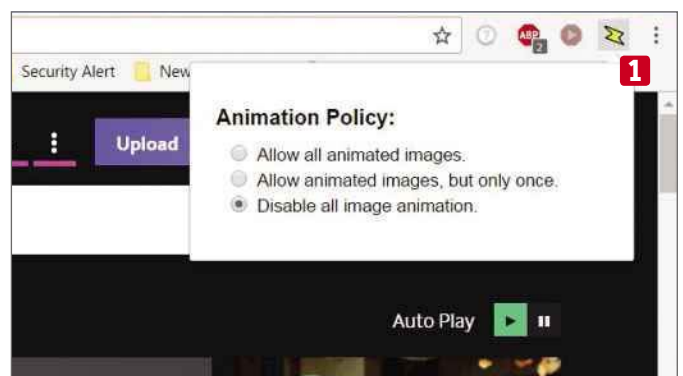 ABP
2
1
Security Alert
New
Upload
Animation Policy:
Allow all animated images.
Allow animated images, but only once.
Disable all image animation.
Auto Play